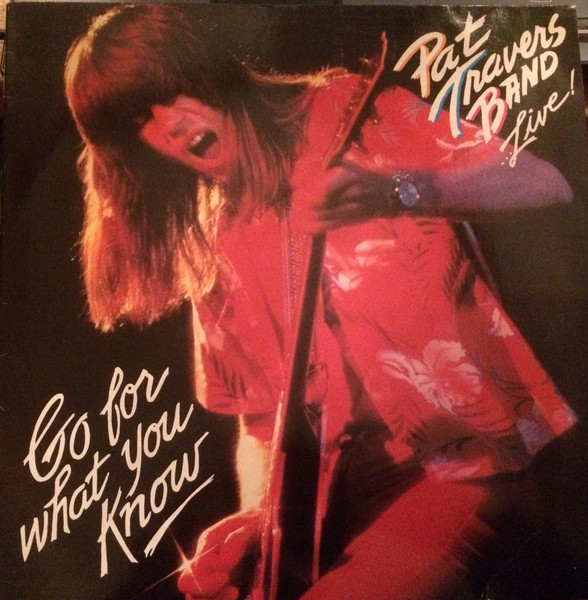 Pat
Travers
BAND
...Live!
Go for
what you
Know